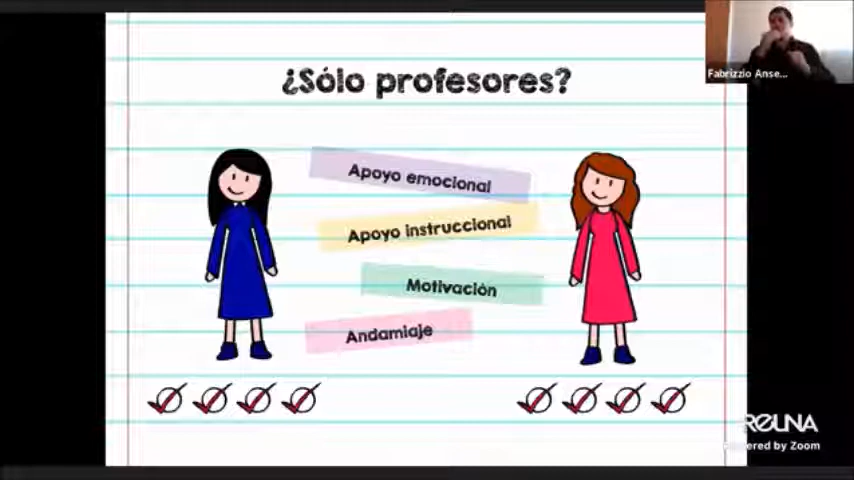 ¿Sólo profesores?
Fabrizzio Anse...
Apoyo emocional
Apoyo instruccional
Motivación
Andamiaje
REUNA
Powered by Zoom